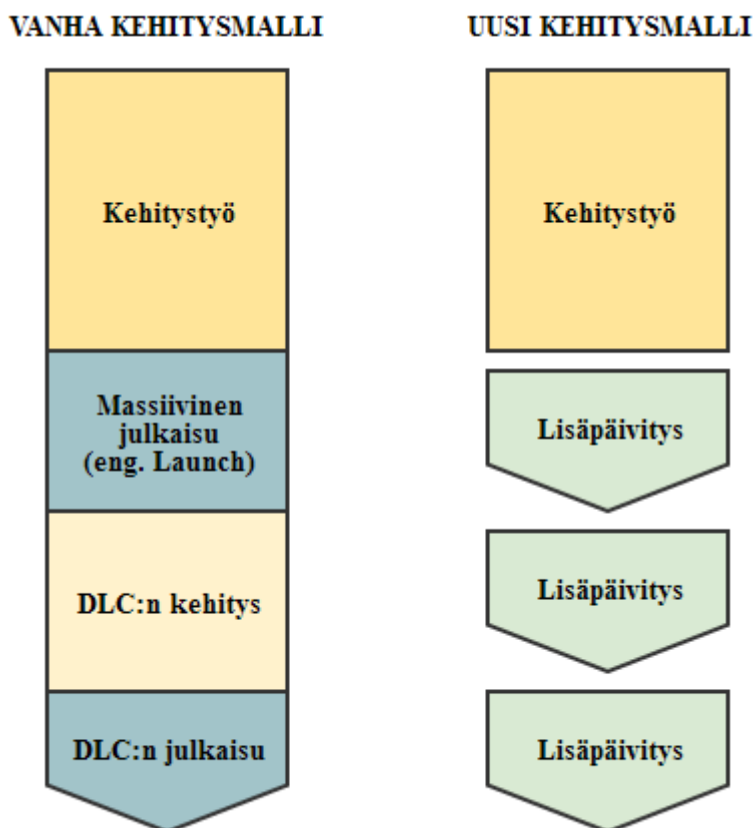 VANHA KEHITYSMALLI
Kehitystyö
Massiivinen
julkaisu
(eng. Launch)
DLC:n kehitys
DLC:n julkaisu
UUSI KEHITYSMALLI
Kehitystyö
Lisäpäivitys
Lisäpäivitys
Lisäpäivitys